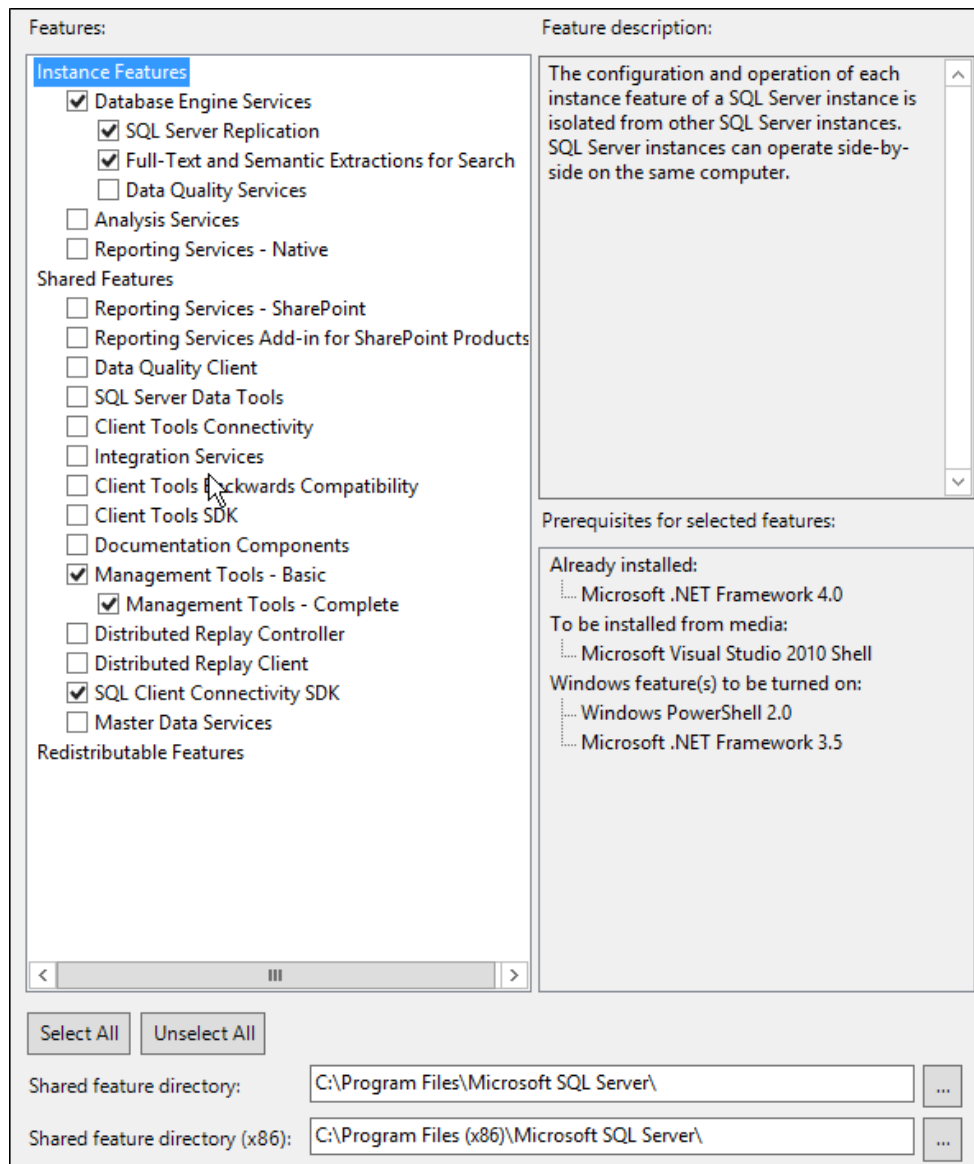 Features:
Instance Features
Database Engine Services
SQL Server Replication
Full-Text and Semantic Extractions for Search
Data Quality Services
Analysis Services
Reporting Services - Native
Shared Features
Reporting Services - SharePoint
Reporting Services Add-in for SharePoint Products
Data Quality Client
SQL Server Data Tools
Client Tools Connectivity
Integration Services
Client Tools Backwards Compatibility
Client Tools SDK
Documentation Components
Management Tools - Basic
Management Tools - Complete
Distributed Replay Controller
Distributed Replay Client
SQL Client Connectivity SDK
Master Data Services
Redistributable Features
Feature description:
The configuration and operation of each
instance feature of a SQL Server instance is
isolated from other SQL Server instances.
SQL Server instances can operate side-by-
side on the same computer.
Prerequisites for selected features:
Already installed:
Microsoft .NET Framework 4.0
To be installed from media:
Microsoft Visual Studio 2010 Shell
Windows feature(s) to be turned on:
Windows PowerShell 2.0
Microsoft .NET Framework 3.5
Select All
Unselect All
Shared feature directory:
C:\Program Files\Microsoft SQL Server\
...
Shared feature directory (x86):
C:\Program Files (x86)\Microsoft SQL Server\
...